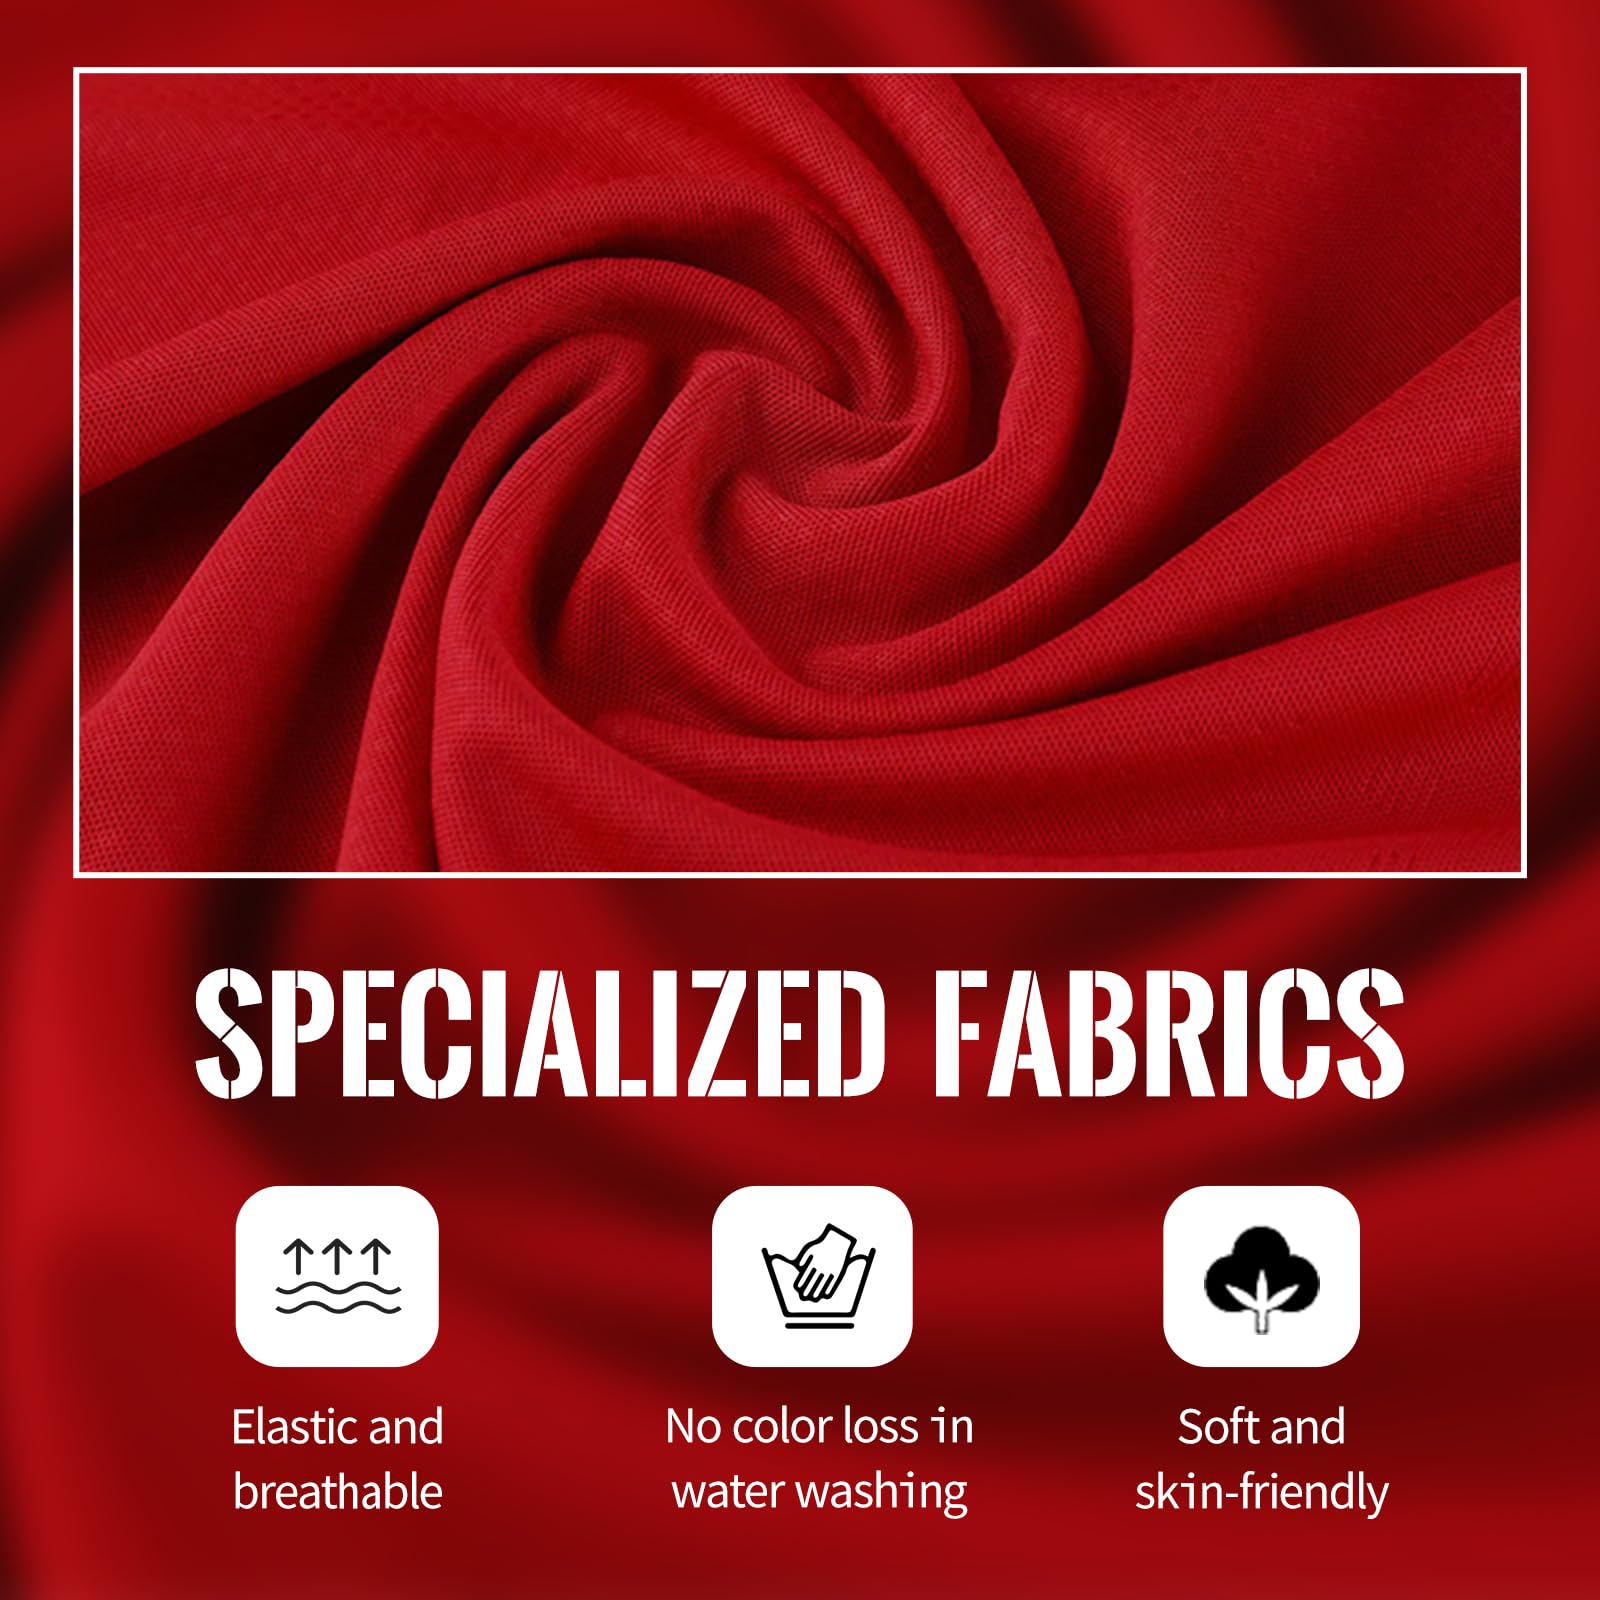 SPECIALIZED FABRICS
Elastic and
breathable
No color loss in
water washing
Soft and
skin-friendly